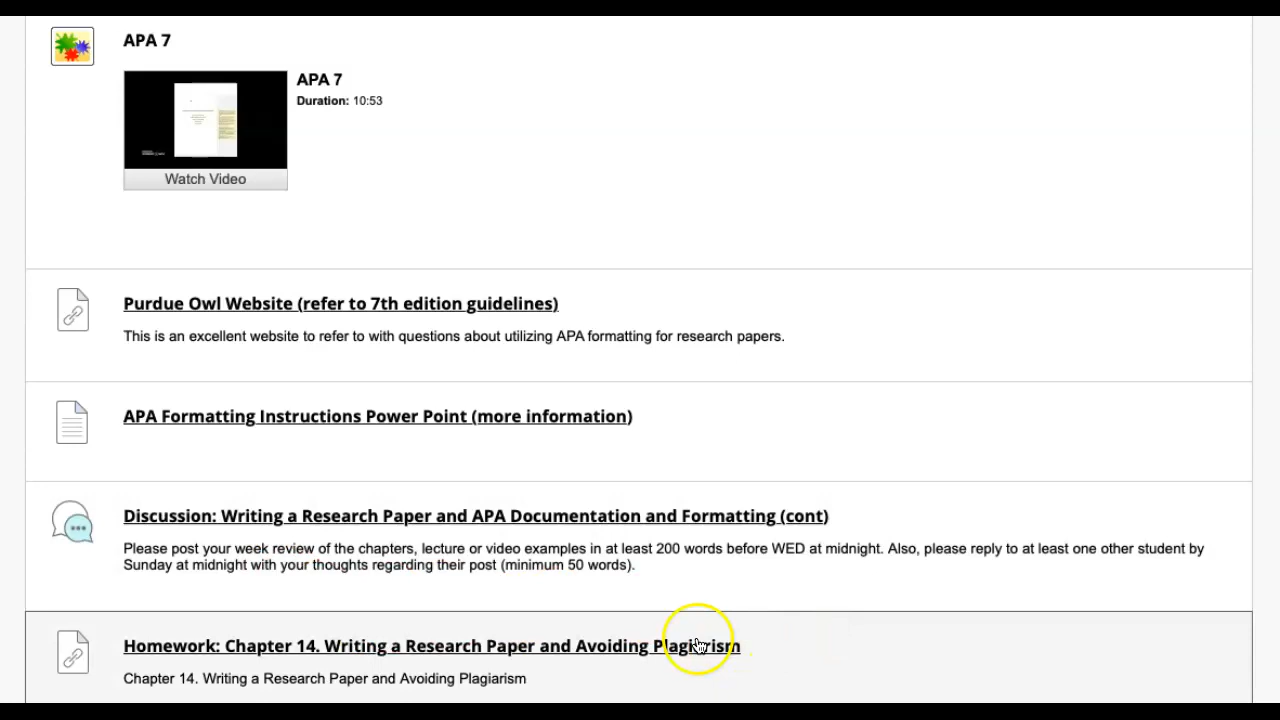 APA 7
APA 7
Duration: 10:53
Watch Video
Purdue Owl Website (refer to 7th edition guidelines)
This is an excellent website to refer to with questions about utilizing APA formatting for research papers.
APA Formatting Instructions Power Point (more information)
Discussion: Writing a Research Paper and APA Documentation and Formatting (cont)
Please post your week review of the chapters, lecture or video examples in at least 200 words before WED at midnight. Also, please reply to at least one other student by
Sunday at midnight with your thoughts regarding their post (minimum 50 words).
Homework: Chapter 14. Writing a Research Paper and Avoiding Plagiarism
Chapter 14. Writing a Research Paper and Avoiding Plagiarism